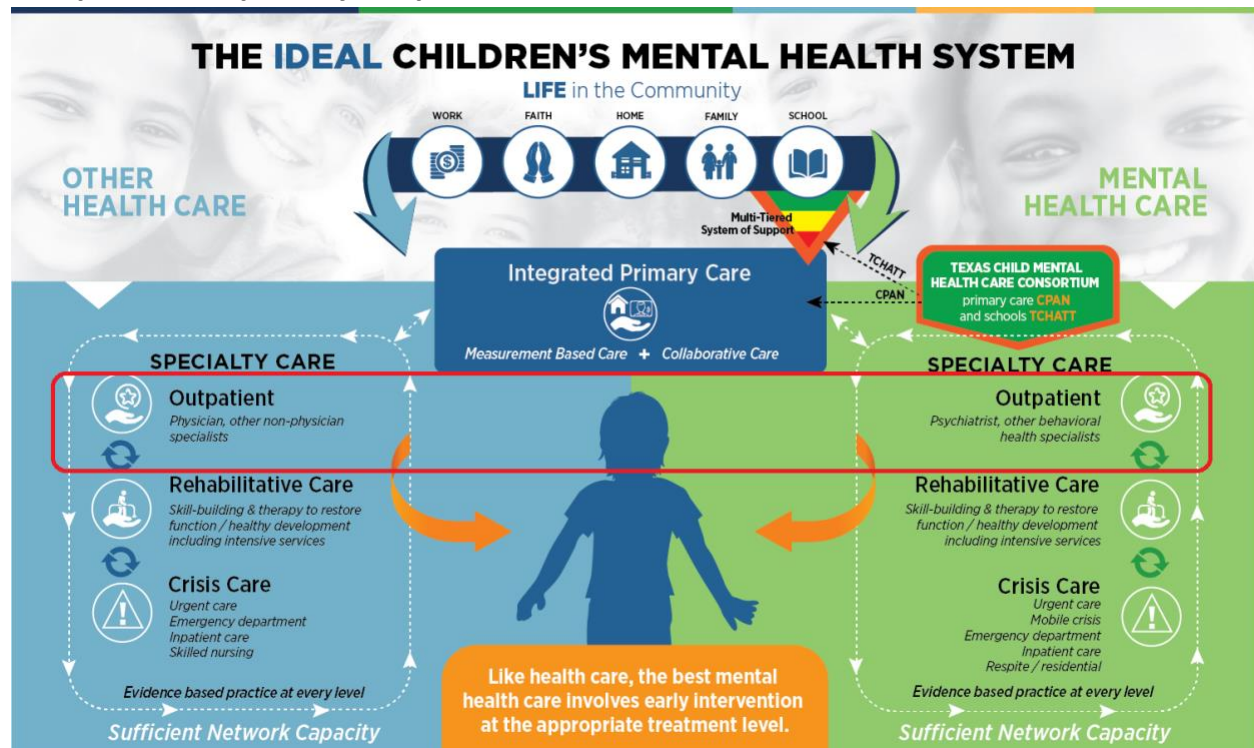 THE IDEAL CHILDREN'S MENTAL HEALTH SYSTEM
LIFE in the Community
WORK
FAITH
HOME
FAMILY
SCHOOL
OTHER
HEALTH CARE
MENTAL
HEALTH CARE
Multi-Tiered
System of Support
TCHATT
CPAN
TEXAS CHILD MENTAL
HEALTH CARE CONSORTIUM
primary care CPAN
and schools TCHATT
Integrated Primary Care
Measurement Based Care + Collaborative Care
SPECIALTY CARE
Outpatient
Physician, other non-physician
specialists
Rehabilitative Care
Skill-building & therapy to restore
function / healthy development
including intensive services
Crisis Care
Urgent care
Emergency department
Inpatient care
Skilled nursing
Evidence based practice at every level
Sufficient Network Capacity
SPECIALTY CARE
Outpatient
Psychiatrist, other behavioral
health specialists
Rehabilitative Care
Skill-building & therapy to restore
function / healthy development
including intensive services
Crisis Care
Urgent care
Mobile crisis
Emergency department
Inpatient care
Respite / residential
Evidence based practice at every level
Sufficient Network Capacity
Like health care, the best mental
health care involves early intervention
at the appropriate treatment level.